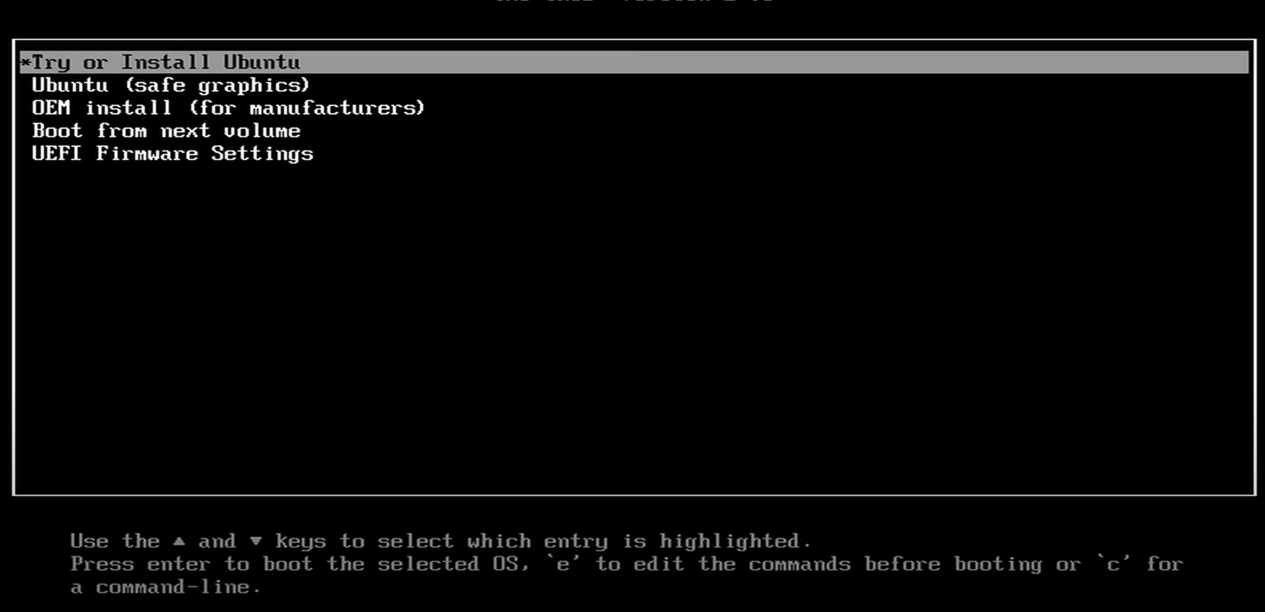 *Try or Install Ubuntu
Ubuntu (safe graphics)
OEM install (for manufacturers)
Boot from next volume
UEFI Firmware Settings
Use the ▲ and ▼ keys to select which entry is highlighted.
Press enter to boot the selected OS, `e' to edit the commands before booting or `c' for
a command-line.